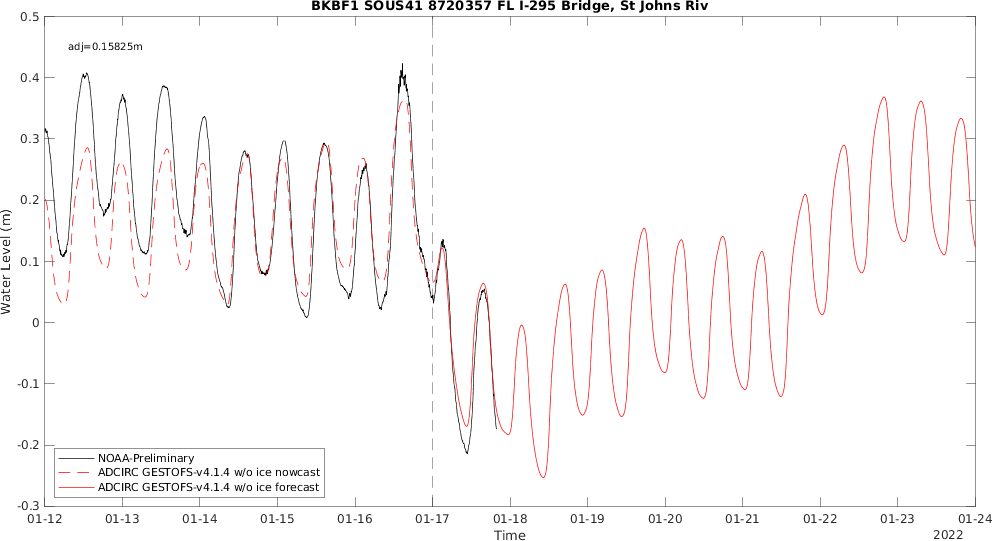 BKBF1 SOUS41 8720357 FL I-295 Bridge, St Johns Riv
adj=0.15825m
0.5
0.4
0.3
0.2
0.1
0
-0.1
-0.2
-0.3
Water Level (m)
NOAA-Preliminary
ADCIRC GESTOFS-v4.1.4 w/o ice nowcast
ADCIRC GESTOFS-v4.1.4 w/o ice forecast
01-12 01-13 01-14 01-15 01-16 01-17 01-18 01-19 01-20 01-21 01-22 01-23 01-24
Time
2022